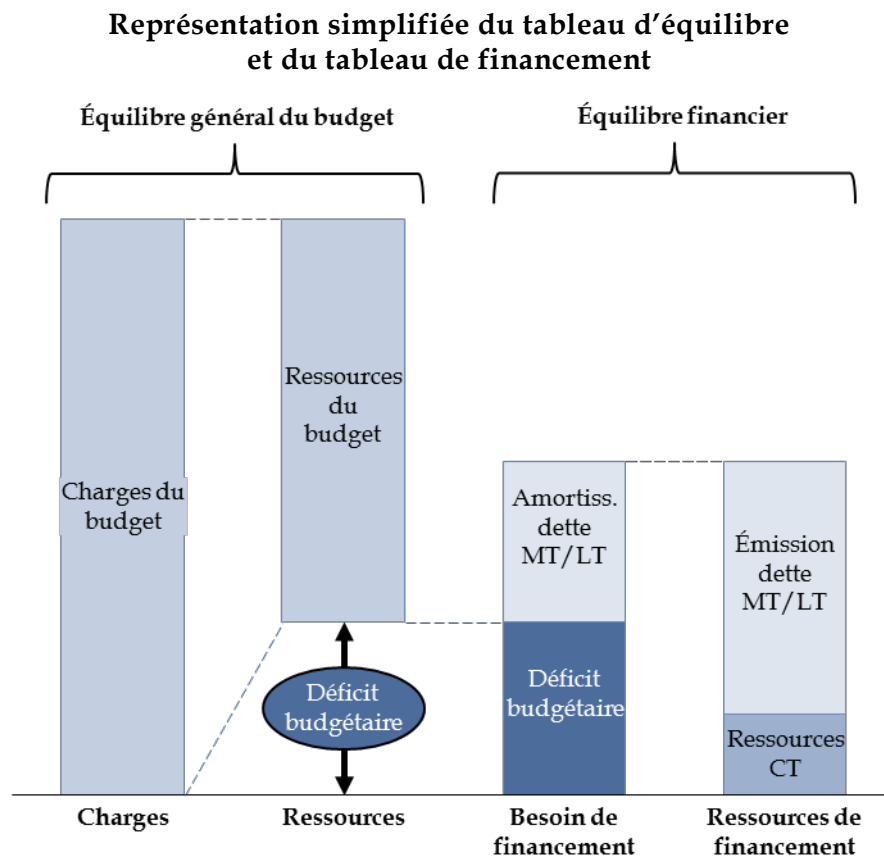 Représentation simplifiée du tableau d’équilibre
et du tableau de financement
Équilibre général du budget
Équilibre financier
Charges du
budget
Ressources
du
budget
Déficit
budgétaire
Amortiss.
dette
MT/LT
Déficit
budgétaire
Émission
dette
MT/LT
Ressources
CT
Charges
Ressources
Besoin de
financement
Ressources de
financement